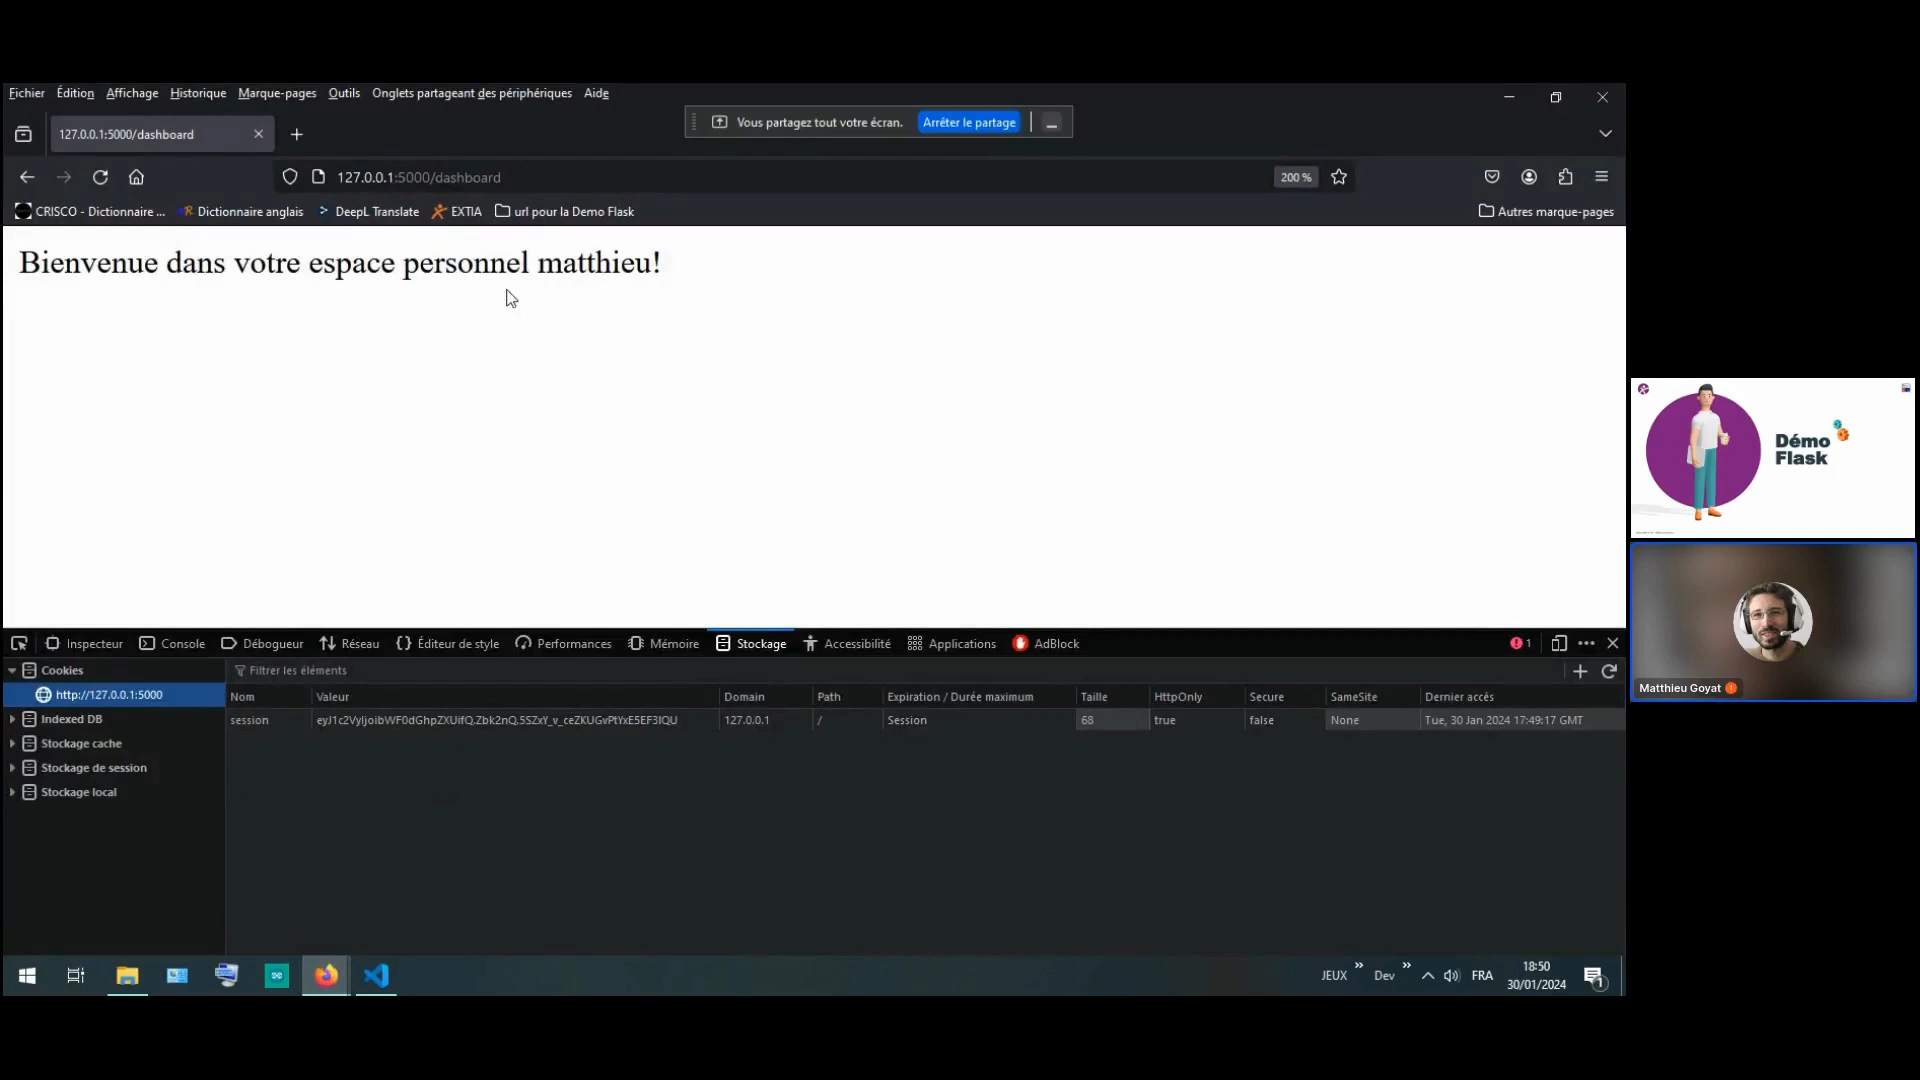 Fichier Édition Affichage Historique Marque-pages Outils Onglets partageant des périphériques Aide
Vous partagez tout votre écran. Arrêter le partage
127.0.0.1:5000/dashboard
127.0.0.1:5000/dashboard 200 %
CRISCO - Dictionnaire ... Dictionnaire anglais DeepL Translate EXTIA url pour la Demo Flask Autres marque-pages
Bienvenue dans votre espace personnel matthieu!
Démo
Flask
Matthieu Goyat
Inspecteur Console Débogueur Réseau Éditeur de style Performances Mémoire Stockage Accessibilité Applications AdBlock 1
Cookies Filtrer les éléments
http://127.0.0.1:5000 Nom Valeur Domain Path Expiration / Durée maximum Taille HttpOnly Secure SameSite Dernier accès
Indexed DB session 127.0.0.1 / Session 68 true false None Tue, 30 Jan 2024 17:49:17 GMT
Stockage cache
Stockage de session
Stockage local
JEUX Dev FRA 18:50
30/01/2024 1